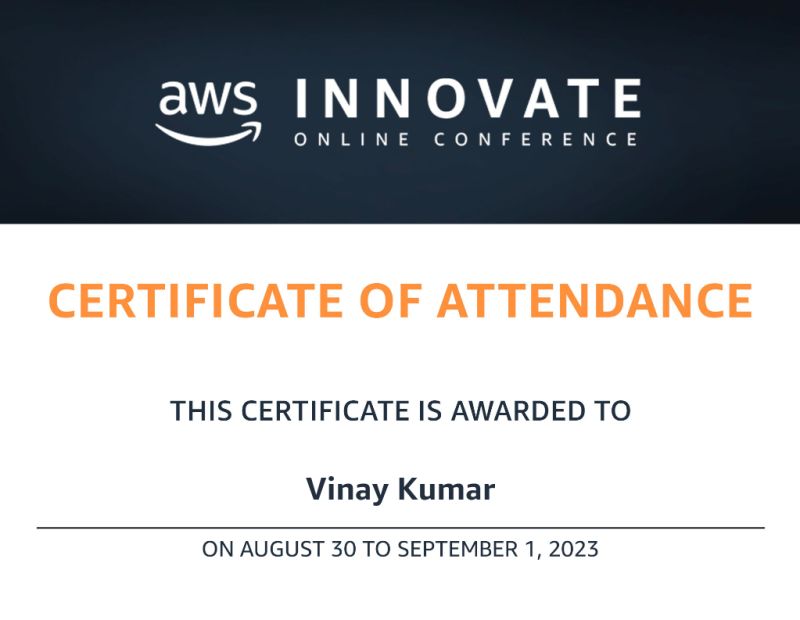 aws INNOVATE
ONLINE CONFERENCE
CERTIFICATE OF ATTENDANCE
THIS CERTIFICATE IS AWARDED TO
Vinay Kumar
ON AUGUST 30 TO SEPTEMBER 1, 2023